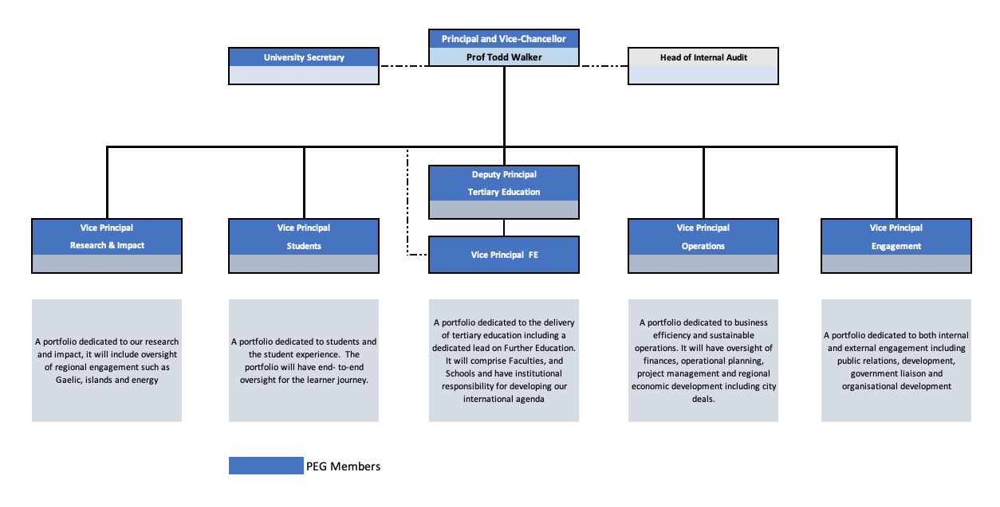 Principal and Vice-Chancellor
Prof Todd Walker
University Secretary
Head of Internal Audit
Deputy Principal
Tertiary Education
Vice Principal FE
Vice Principal
Research & Impact
Vice Principal
Students
Vice Principal
Operations
Vice Principal
Engagement
A portfolio dedicated to our research
and impact, it will include oversight
of regional engagement such as
Gaelic, islands and energy
A portfolio dedicated to students and
the student experience. The
portfolio will have end- to-end
oversight for the learner journey.
A portfolio dedicated to the delivery
of tertiary education including a
dedicated lead on Further Education.
It will comprise Faculties, and
Schools and have institutional
responsibility for developing our
international agenda
A portfolio dedicated to business
efficiency and sustainable
operations. It will have oversight of
finances, operational planning,
project management and regional
economic development including city
deals.
A portfolio dedicated to both internal
and external engagement including
public relations, development,
government liaison and
organisational development
PEG Members